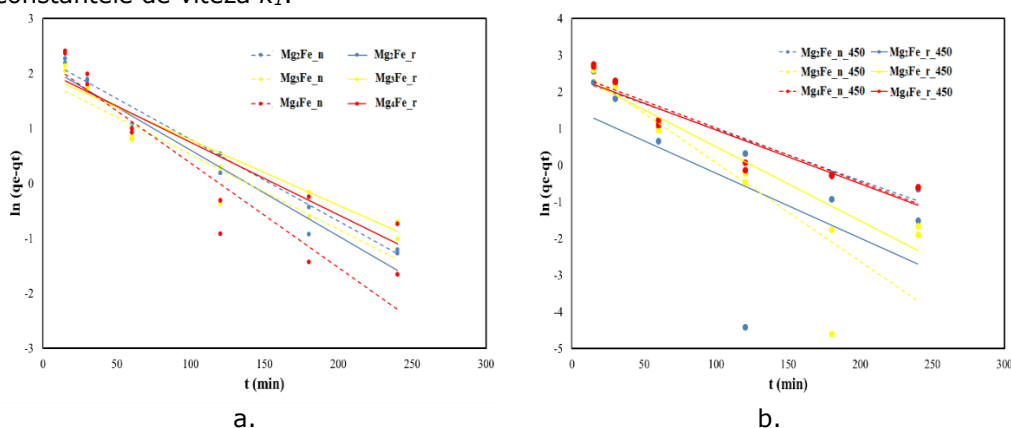 constantele de viteză k₁.
3
2
1
0
-1
-2
-3
0 50 100 150 200 250 300
ln (qe-qt)
t (min)
Mg₂Fe_n Mg₂Fe_r
Mg₃Fe_n Mg₃Fe_r
Mg₄Fe_n Mg₄Fe_r
a.
4
3
2
1
0
-1
-2
-3
-4
-5
0 50 100 150 200 250 300
ln (qe-qt)
t (min)
Mg₂Fe_n_450 Mg₂Fe_r_450
Mg₃Fe_n_450 Mg₃Fe_r_450
Mg₄Fe_n_450 Mg₄Fe_r_450
b.